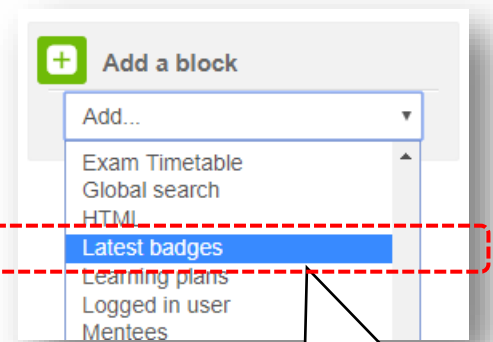 Add a block
Add...
Exam Timetable
Global search
HTML
Latest badges
Learning plans
Logged in user
Mentees